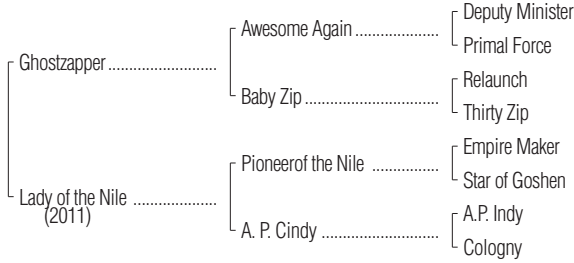 Deputy Minister
Awesome Again ....................
Primal Force
Ghostzapper ..........................
Relaunch
Baby Zip ................................
Thirty Zip
Empire Maker
Pioneerof the Nile ................
Star of Goshen
Lady of the Nile ....................
(2011)
A.P. Indy
A. P. Cindy ............................
Cologny